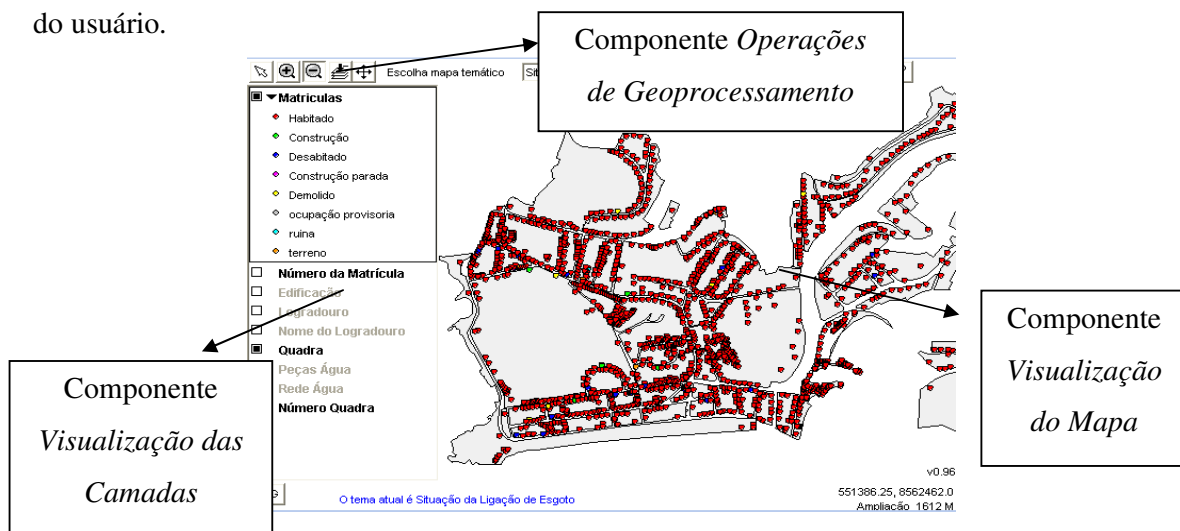 do usuário.
Componente Operações
de Geoprocessamento
Escolha mapa temático
Matriculas
Habitado
Construção
Desabitado
Construção parada
Demolido
ocupação provisoria
ruina
terreno
Número da Matrícula
Edificação
Logradouro
Nome do Logradouro
Quadra
Peças Água
Rede Água
Número Quadra
Componente
Visualização das
Camadas
Componente
Visualização
do Mapa
v0.96
O tema atual é Situação da Ligação de Esgoto
551386.25, 8562462.0
Ampliação 1612 M